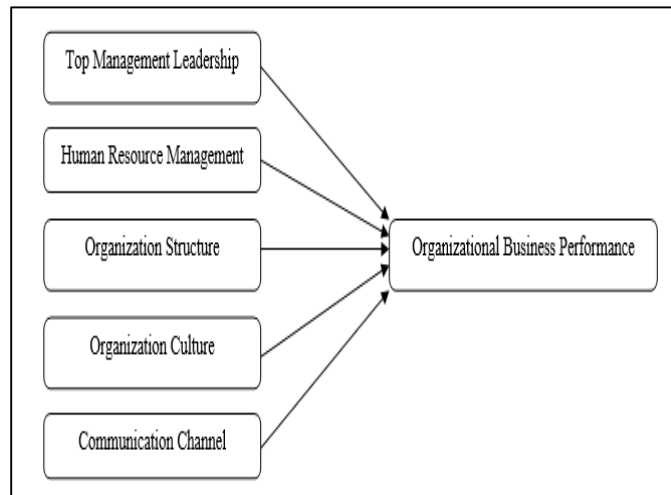 Top Management Leadership
Human Resource Management
Organization Structure
Organizational Business Performance
Organization Culture
Communication Channel